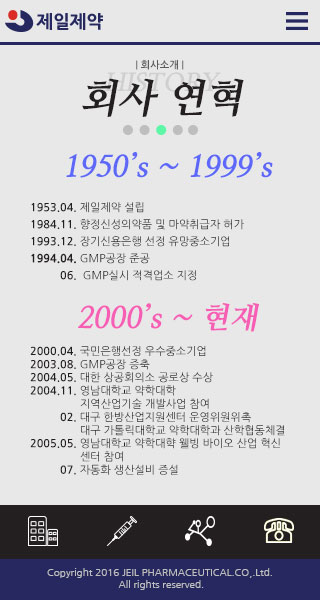 제일제약
| 회사소개 |
HISTORY
회사 연혁
1950's ~ 1999's
1953.04. 제일제약 설립
1984.11. 향정신성의약품 및 마약취급자 허가
1993.12. 장기신용은행 선정 유망중소기업
1994.04. GMP공장 준공
06. GMP실시 적격업소 지정
2000's ~ 현재
2000.04. 국민은행선정 우수중소기업
2003.08. GMP공장 증축
2004.05. 대한 상공회의소 공로상 수상
2004.11. 영남대학교 약학대학
지역산업기술 개발사업 참여
02. 대구 한방산업지원센터 운영위원위촉
대구 가톨릭대학교 약학대학과 산학협동체결
2005.05. 영남대학교 약학대학 웰빙 바이오 산업 혁신
센터 참여
07. 자동화 생산설비 증설
Copyright 2016 JEIL PHARMACEUTICAL.CO,.Ltd.
All rights reserved.